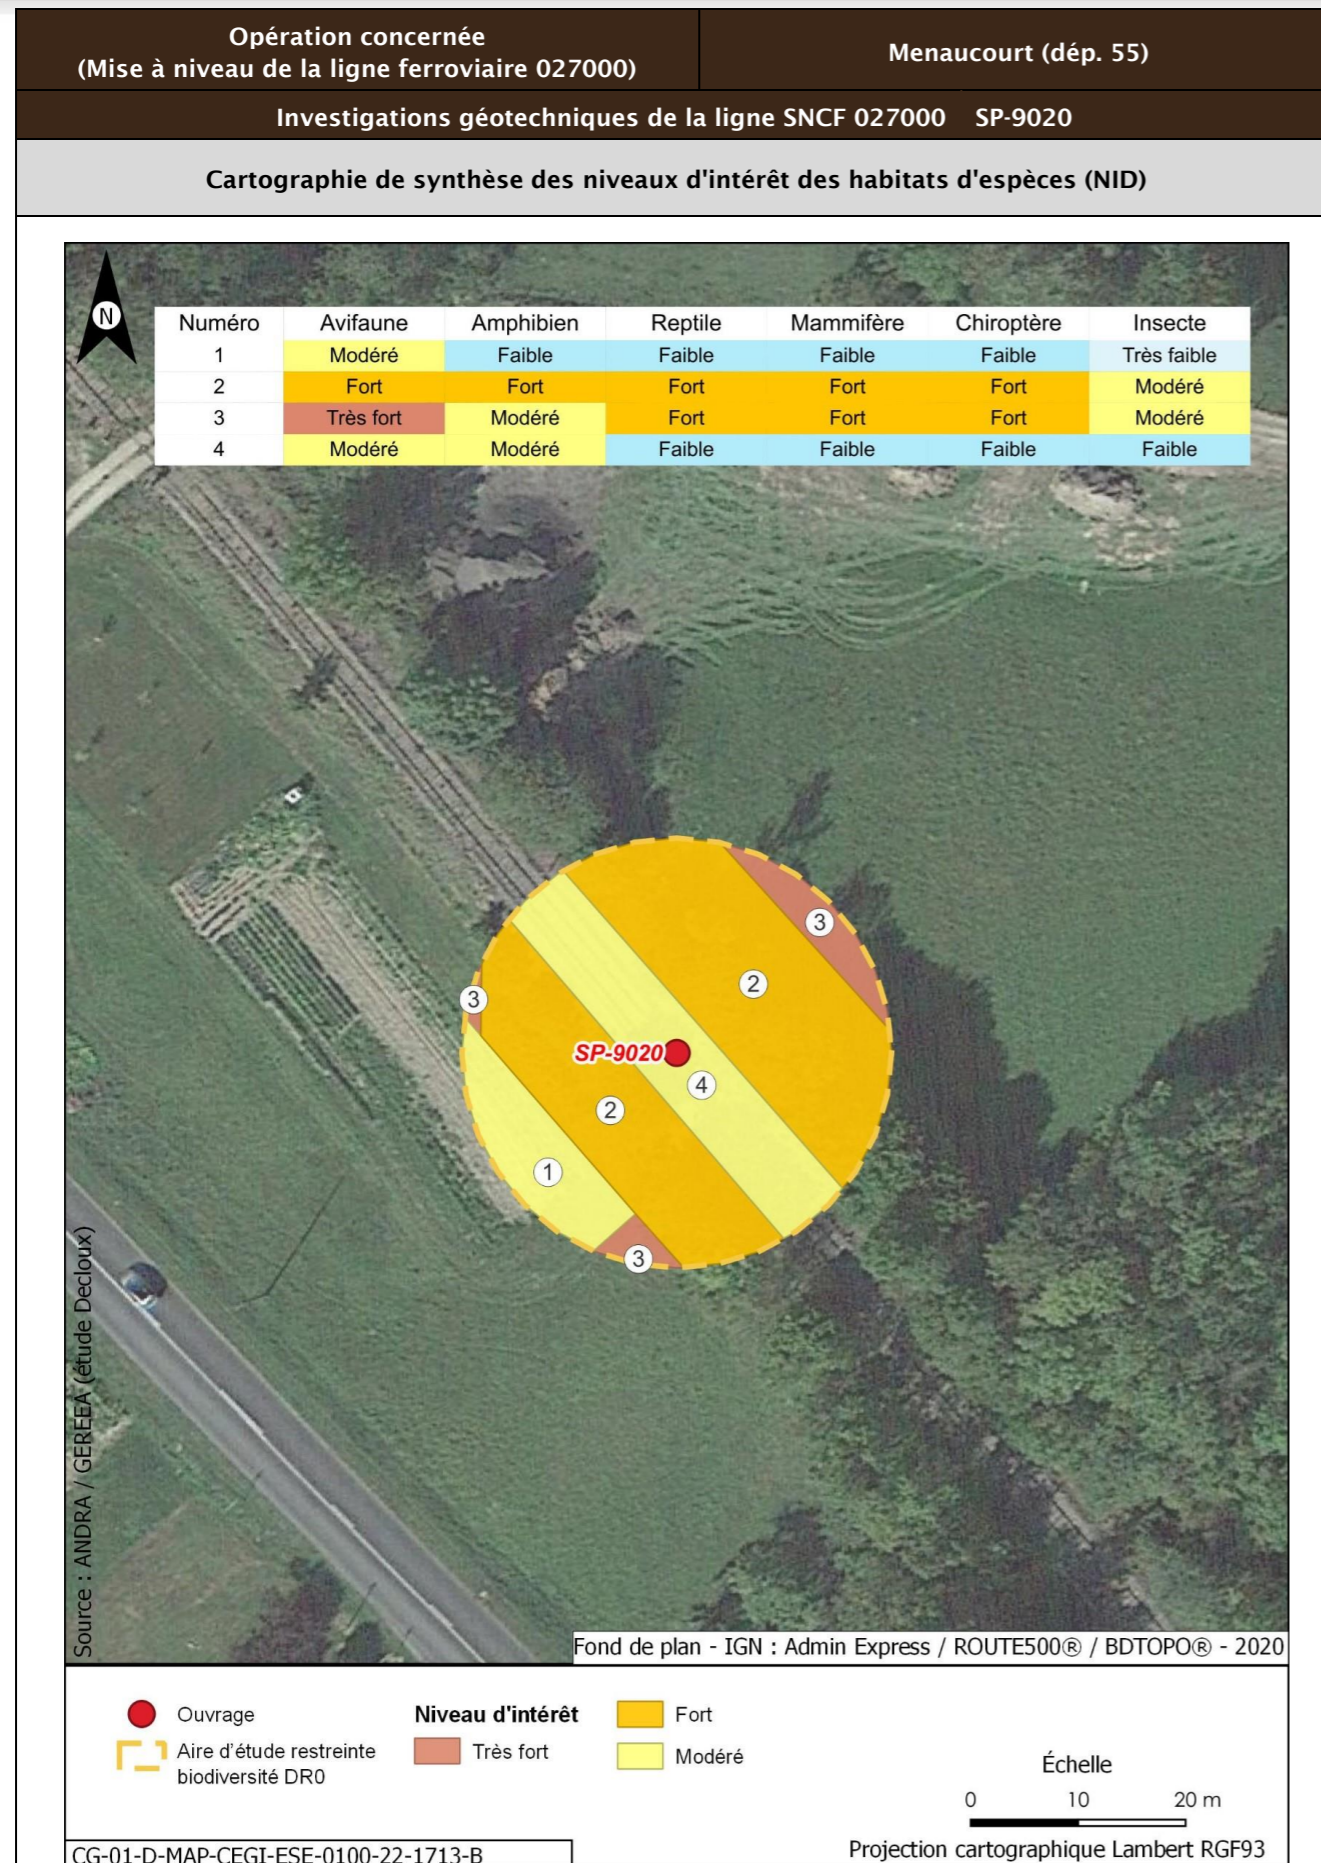 Opération concernée
(Mise à niveau de la ligne ferroviaire 027000)
Menaucourt (dép. 55)
Investigations géotechniques de la ligne SNCF 027000 SP-9020
Cartographie de synthèse des niveaux d'intérêt des habitats d'espèces (NID)
N
Numéro Avifaune Amphibien Reptile Mammifère Chiroptère Insecte
1 Modéré Faible Faible Faible Faible Très faible
2 Fort Fort Fort Fort Fort Modéré
3 Très fort Modéré Fort Fort Fort Modéré
4 Modéré Modéré Faible Faible Faible Faible
3
2
3
SP-9020
4
2
1
3
Source : ANDRA / GEREEA (étude Decloux)
Fond de plan - IGN : Admin Express / ROUTE500® / BDTOPO® - 2020
Ouvrage
Aire d'étude restreinte
biodiversité DR0
Niveau d'intérêt
Très fort
Fort
Modéré
Échelle
0 10 20 m
Projection cartographique Lambert RGF93
CG-01-D-MAP-CEGI-ESE-0100-22-1713-B